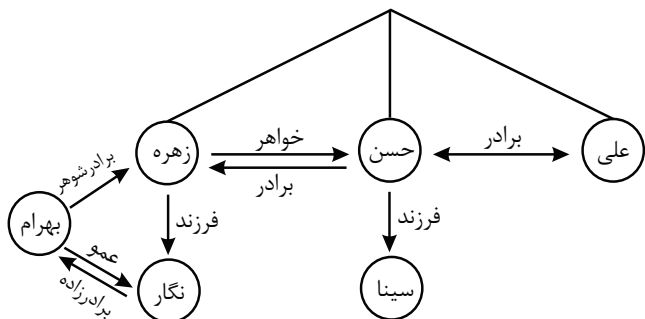 خواهر
برادر
زهره
حسن
علی
برادر
برادرشوهر
بهرام
فرزند
فرزند
عمو
برادرزاده
نگار
سینا